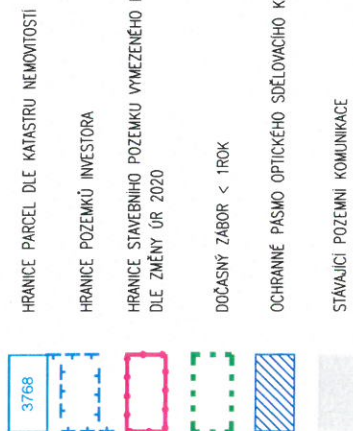 3768
HRANICE PARCEL DLE KATASTRU NEMOVITOSTÍ
HRANICE POZEMKŮ INVESTORA
HRANICE STAVEBNÍHO POZEMKU VYMEZENÉHO
DLE ZMĚNY ÚR 2020
DOČASNÝ ZÁBOR < 1ROK
OCHRANNÉ PÁSMO OPTICKÉHO SDĚLOVACÍHO K
STÁVAJÍCÍ POZEMNÍ KOMUNIKACE